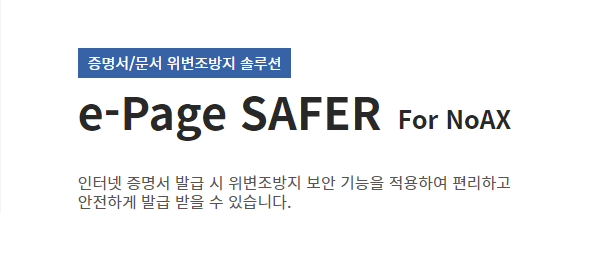 증명서/문서 위변조방지 솔루션
e-Page SAFER For NoAX
인터넷 증명서 발급 시 위변조방지 보안 기능을 적용하여 편리하고
안전하게 발급 받을 수 있습니다.